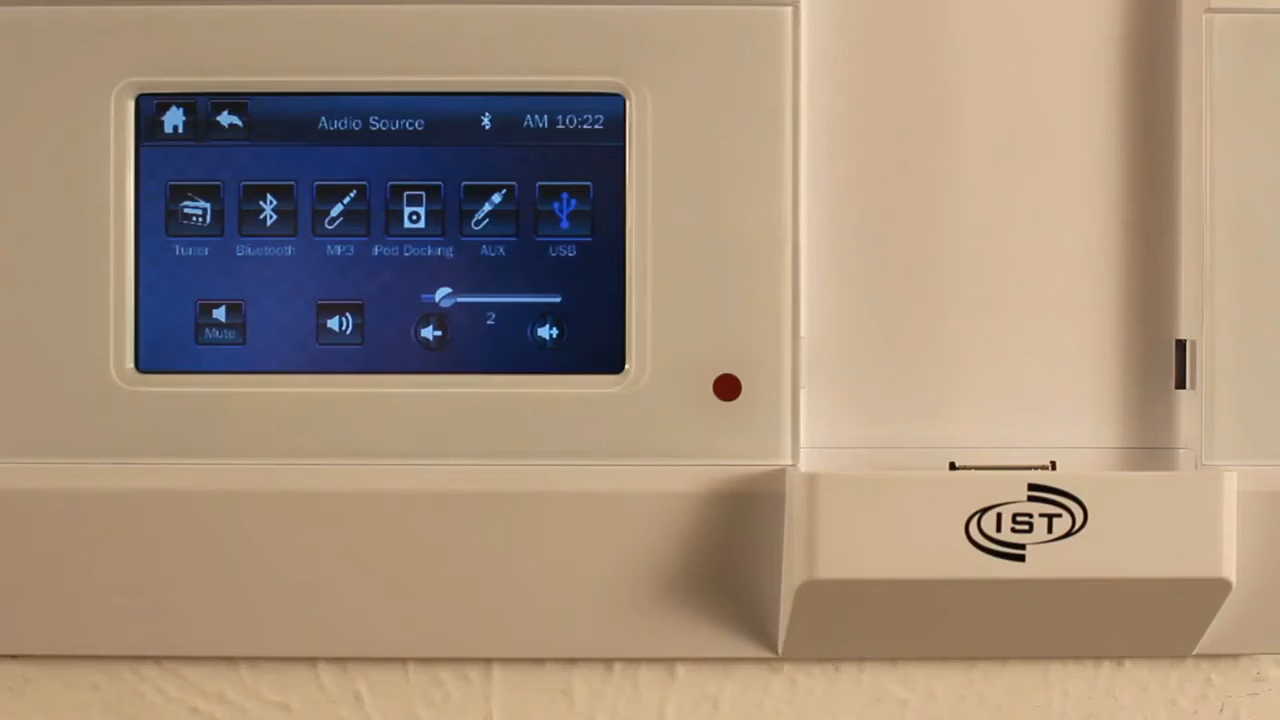 Audio Source
AM 10:22
Tuner
Bluetooth
MP3
iPod Docking
AUX
USB
Mute
2
IST